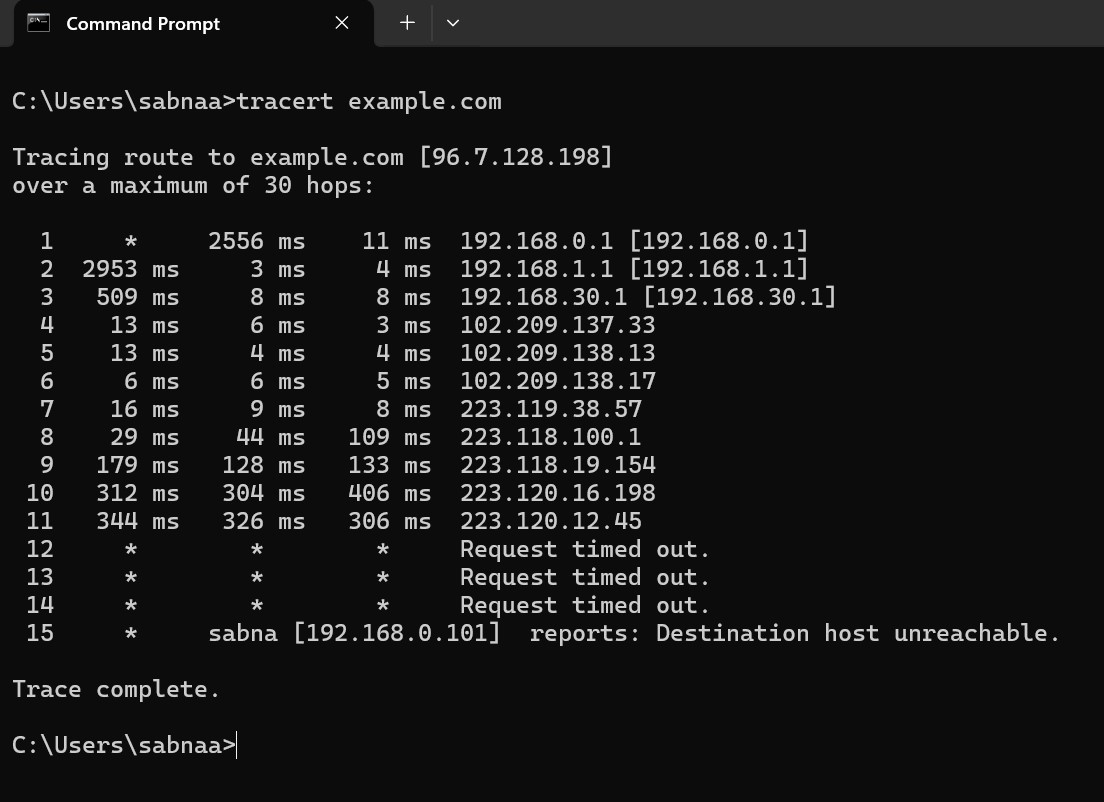 Command Prompt
C:\Users\sabnaa>tracert example.com
Tracing route to example.com [96.7.128.198]
over a maximum of 30 hops:
  1     *     2556 ms    11 ms  192.168.0.1 [192.168.0.1]
  2  2953 ms     3 ms     4 ms  192.168.1.1 [192.168.1.1]
  3   509 ms     8 ms     8 ms  192.168.30.1 [192.168.30.1]
  4    13 ms     6 ms     3 ms  102.209.137.33
  5    13 ms     4 ms     4 ms  102.209.138.13
  6     6 ms     6 ms     5 ms  102.209.138.17
  7    16 ms     9 ms     8 ms  223.119.38.57
  8    29 ms    44 ms   109 ms  223.118.100.1
  9   179 ms   128 ms   133 ms  223.118.19.154
 10   312 ms   304 ms   406 ms  223.120.16.198
 11   344 ms   326 ms   306 ms  223.120.12.45
 12     *        *        *     Request timed out.
 13     *        *        *     Request timed out.
 14     *        *        *     Request timed out.
 15     *     sabna [192.168.0.101]  reports: Destination host unreachable.
Trace complete.
C:\Users\sabnaa>